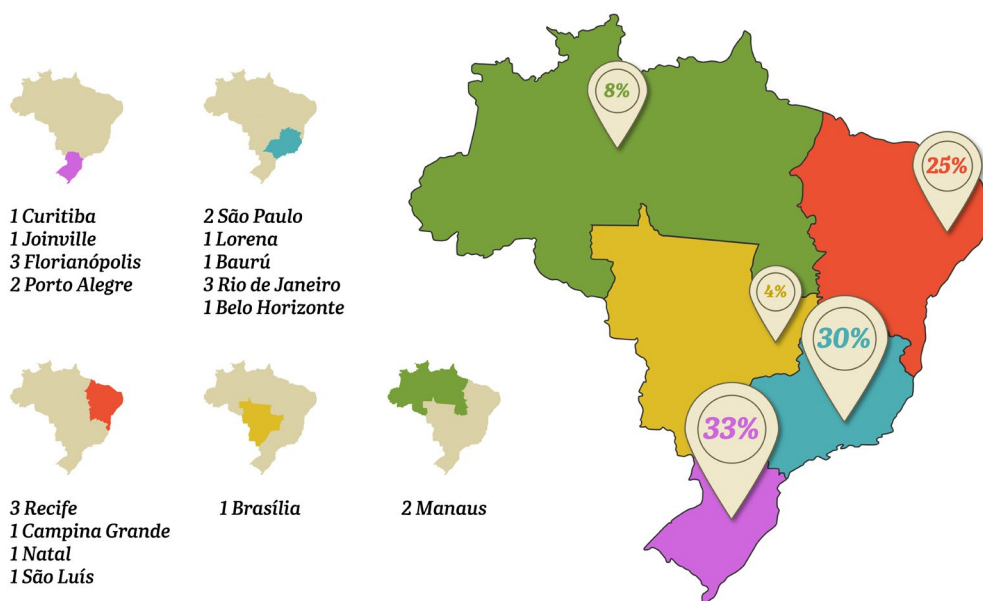 1 Curitiba
1 Joinville
3 Florianópolis
2 Porto Alegre
2 São Paulo
1 Lorena
1 Baurú
3 Rio de Janeiro
1 Belo Horizonte
3 Recife
1 Campina Grande
1 Natal
1 São Luís
1 Brasília
2 Manaus
8%
25%
4%
30%
33%